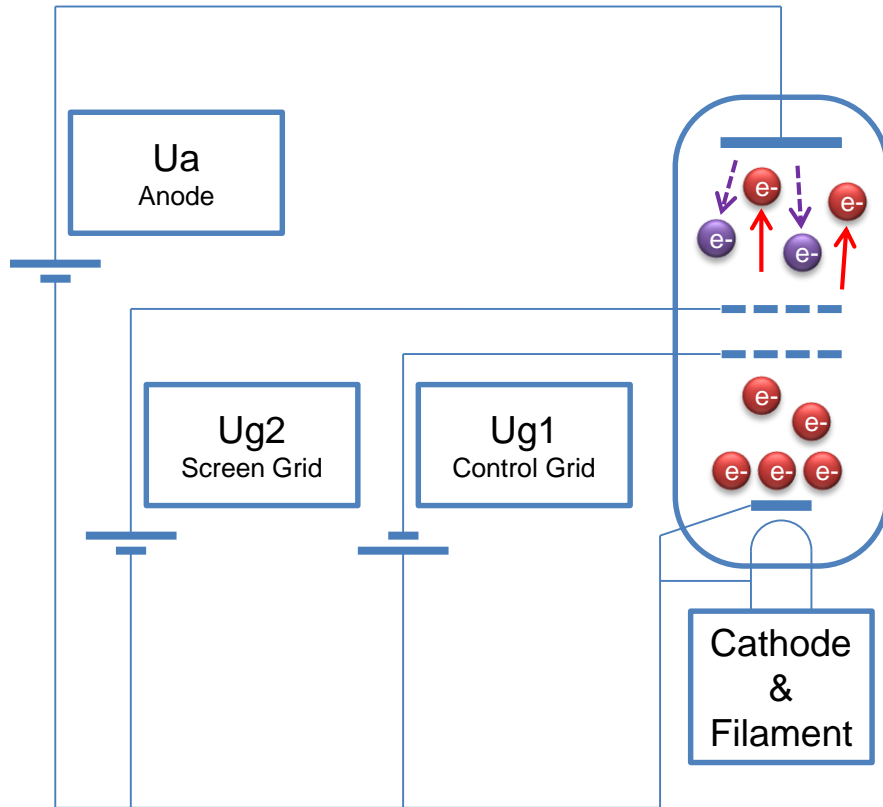 Ua
Anode
e-
e-
e-
e-
Ug2
Screen Grid
Ug1
Control Grid
e-
e-
e-
e-
e-
Cathode
&
Filament